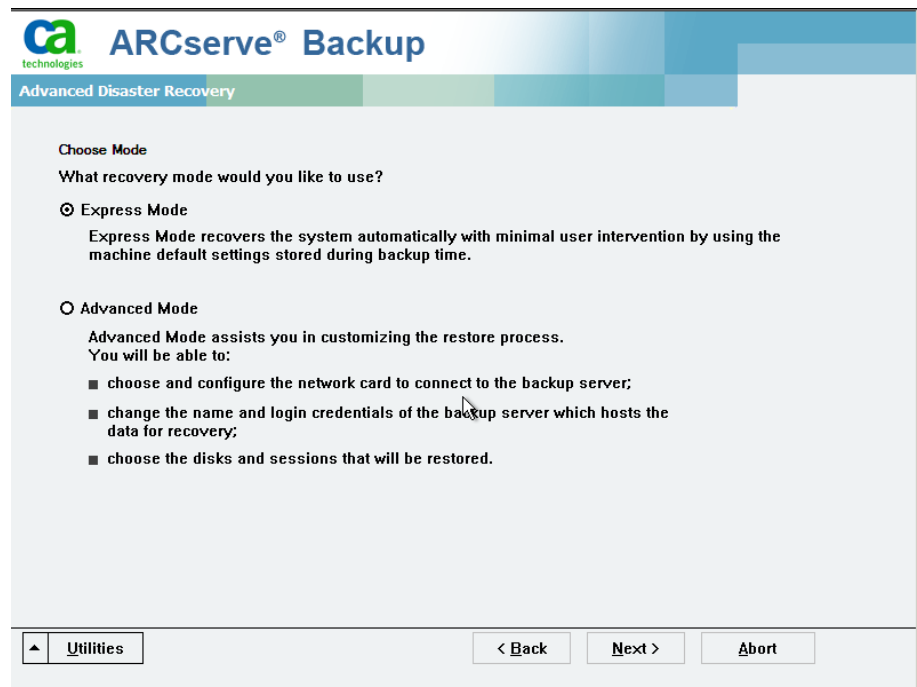 ca
technologies
ARCserve® Backup
Advanced Disaster Recovery
Choose Mode
What recovery mode would you like to use?
Express Mode
Express Mode recovers the system automatically with minimal user intervention by using the
machine default settings stored during backup time.
Advanced Mode
Advanced Mode assists you in customizing the restore process.
You will be able to:
choose and configure the network card to connect to the backup server;
change the name and login credentials of the backup server which hosts the
data for recovery;
choose the disks and sessions that will be restored.
Utilities
< Back
Next >
Abort